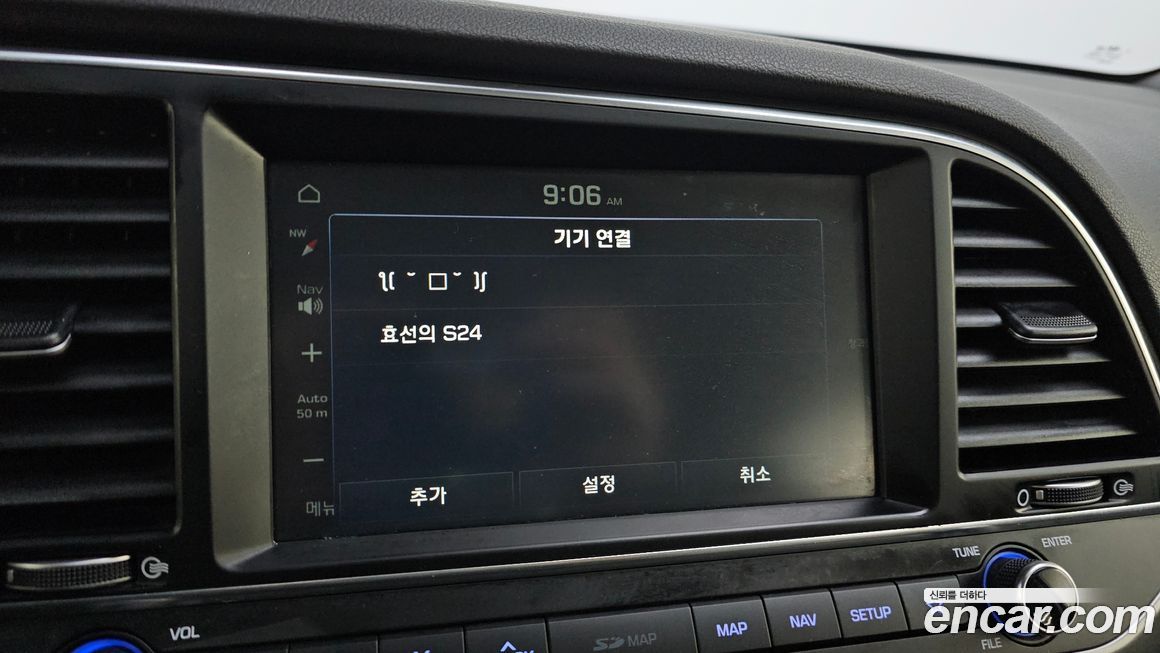 9:06 AM
NW
기기 연결
ʅ( ˘ □˘ )ʃ
Nav
효선의 S24
Auto
50 m
추가
설정
취소
메뉴
VOL
SD MAP
MAP
NAV
SETUP
TUNE
ENTER
FILE
신뢰를 더하다
encar.com